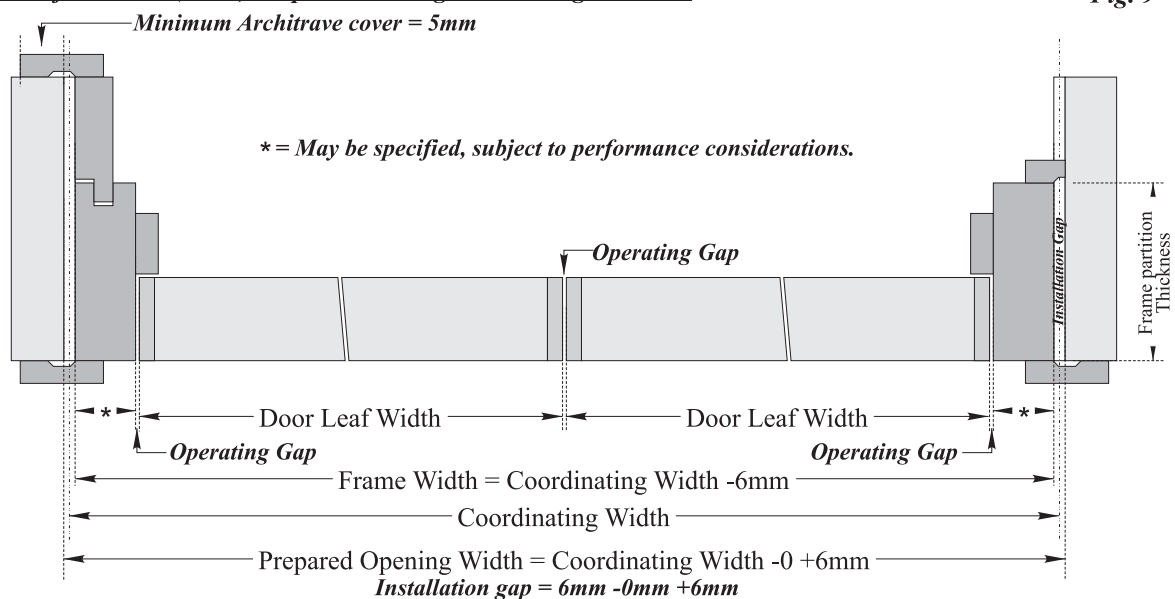 Minimum Architrave cover = 5mm
* = May be specified, subject to performance considerations.
Operating Gap
Installation Gap
Frame partition
Thickness
* Door Leaf Width Door Leaf Width *
Operating Gap Operating Gap
Frame Width = Coordinating Width -6mm
Coordinating Width
Prepared Opening Width = Coordinating Width -0 +6mm
Installation gap = 6mm -0mm +6mm